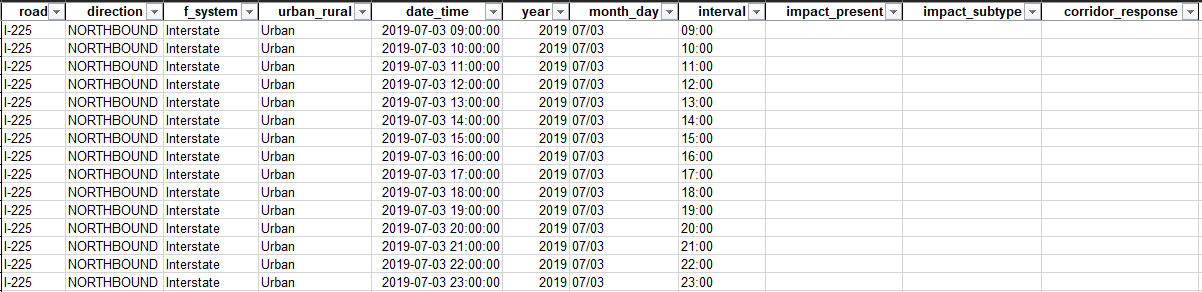 road direction f_system urban_rural date_time year month_day interval impact_present impact_subtype corridor_response
I-225 NORTHBOUND Interstate Urban 2019-07-03 09:00:00 2019 07/03 09:00
I-225 NORTHBOUND Interstate Urban 2019-07-03 10:00:00 2019 07/03 10:00
I-225 NORTHBOUND Interstate Urban 2019-07-03 11:00:00 2019 07/03 11:00
I-225 NORTHBOUND Interstate Urban 2019-07-03 12:00:00 2019 07/03 12:00
I-225 NORTHBOUND Interstate Urban 2019-07-03 13:00:00 2019 07/03 13:00
I-225 NORTHBOUND Interstate Urban 2019-07-03 14:00:00 2019 07/03 14:00
I-225 NORTHBOUND Interstate Urban 2019-07-03 15:00:00 2019 07/03 15:00
I-225 NORTHBOUND Interstate Urban 2019-07-03 16:00:00 2019 07/03 16:00
I-225 NORTHBOUND Interstate Urban 2019-07-03 17:00:00 2019 07/03 17:00
I-225 NORTHBOUND Interstate Urban 2019-07-03 18:00:00 2019 07/03 18:00
I-225 NORTHBOUND Interstate Urban 2019-07-03 19:00:00 2019 07/03 19:00
I-225 NORTHBOUND Interstate Urban 2019-07-03 20:00:00 2019 07/03 20:00
I-225 NORTHBOUND Interstate Urban 2019-07-03 21:00:00 2019 07/03 21:00
I-225 NORTHBOUND Interstate Urban 2019-07-03 22:00:00 2019 07/03 22:00
I-225 NORTHBOUND Interstate Urban 2019-07-03 23:00:00 2019 07/03 23:00